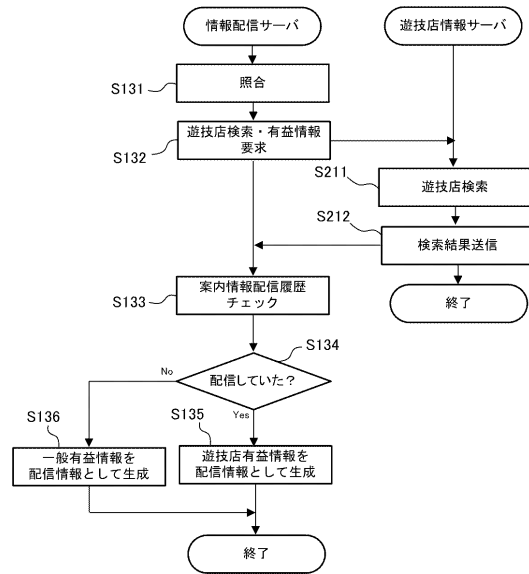 情報配信サーバ
遊技店情報サーバ
S131
照合
S132
遊技店検索・有益情報
要求
S211
遊技店検索
S212
検索結果送信
終了
S133
案内情報配信履歴
チェック
S134
配信していた？
No
Yes
S136
一般有益情報を
配信情報として生成
S135
遊技店有益情報を
配信情報として生成
終了